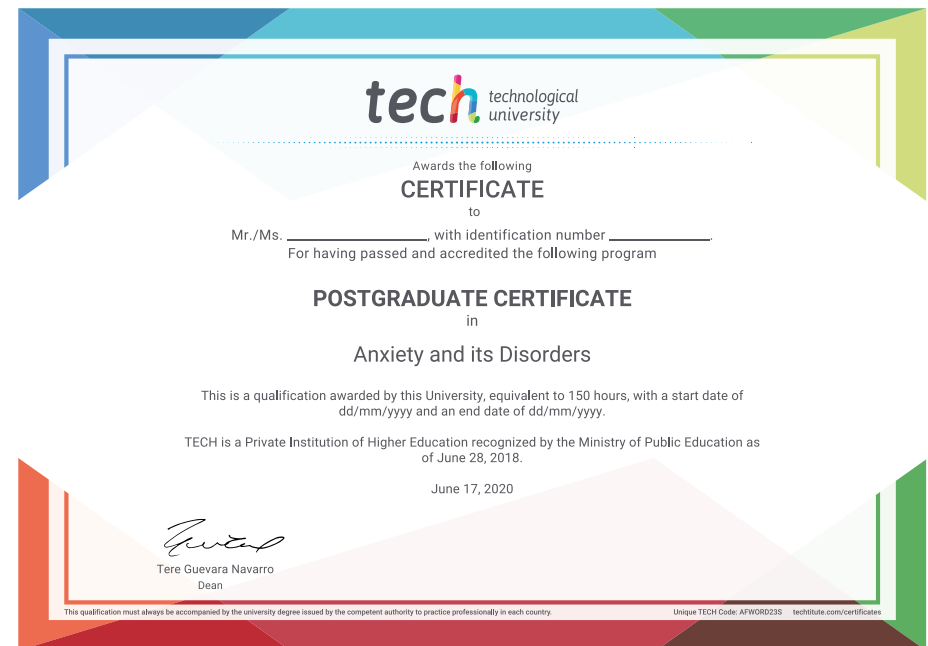 tech technological
university
Awards the following
CERTIFICATE
to
Mr./Ms. ____________________, with identification number ______________.
For having passed and accredited the following program
POSTGRADUATE CERTIFICATE
in
Anxiety and its Disorders
This is a qualification awarded by this University, equivalent to 150 hours, with a start date of
dd/mm/yyyy and an end date of dd/mm/yyyy.
TECH is a Private Institution of Higher Education recognized by the Ministry of Public Education as
of June 28, 2018.
June 17, 2020
Tere Guevara Navarro
Dean
This qualification must always be accompanied by the university degree issued by the competent authority to practice professionally in each country.
Unique TECH Code: AFWORD23S techtitute.com/certificates